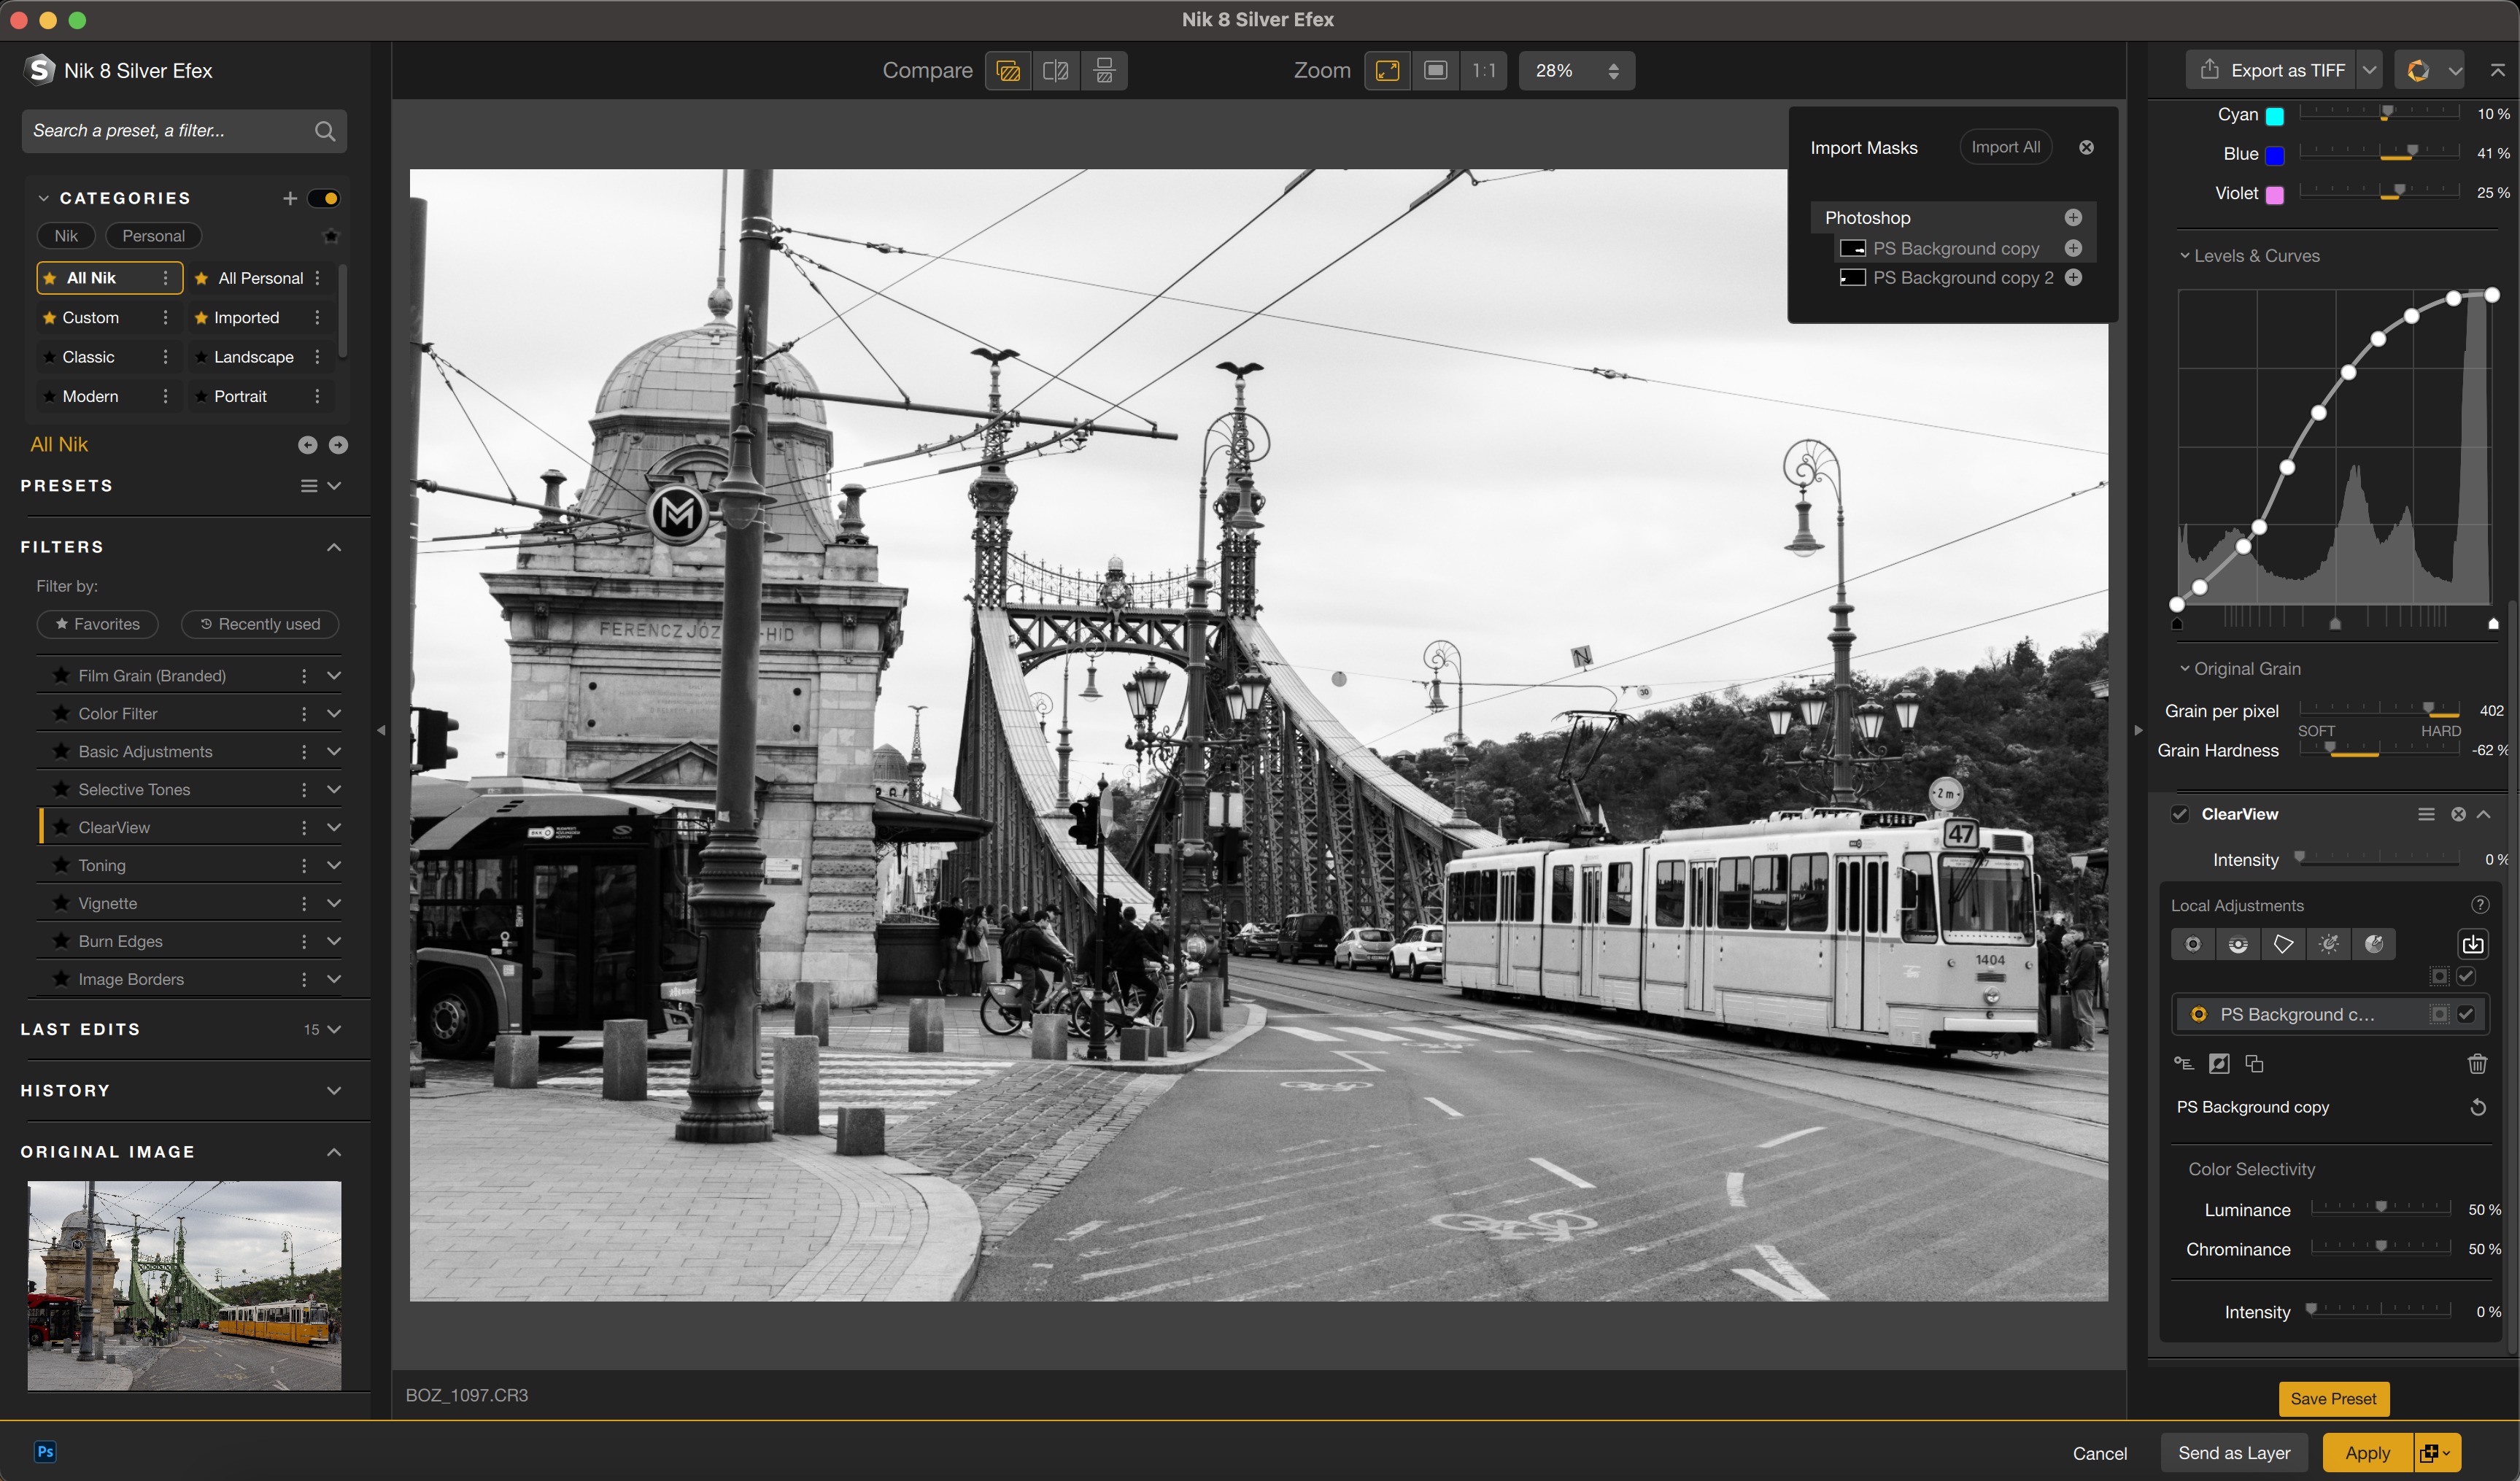 Nik 8 Silver Efex
Nik 8 Silver Efex
Search a preset, a filter...
CATEGORIES
Nik
Personal
All Nik
All Personal
Custom
Imported
Classic
Landscape
Modern
Portrait
All Nik
PRESETS
FILTERS
Filter by:
Favorites
Recently used
Film Grain (Branded)
Color Filter
Basic Adjustments
Selective Tones
ClearView
Toning
Vignette
Burn Edges
Image Borders
LAST EDITS 15
HISTORY
ORIGINAL IMAGE
Ps
Compare
Zoom
1:1
28%
Import Masks
Import All
Photoshop
PS Background copy
PS Background copy 2
M
FERENCZ JÓZ
HID
N
30
2 m
47
1404
BOZ_1097.CR3
Export as TIFF
Cyan 10 %
Blue 41 %
Violet 25 %
Levels & Curves
Original Grain
Grain per pixel 402
SOFT HARD
Grain Hardness -62 %
ClearView
Intensity 0 %
Local Adjustments
?
PS Background c...
PS Background copy
Color Selectivity
Luminance 50 %
Chrominance 50 %
Intensity 0 %
Save Preset
Cancel
Send as Layer
Apply